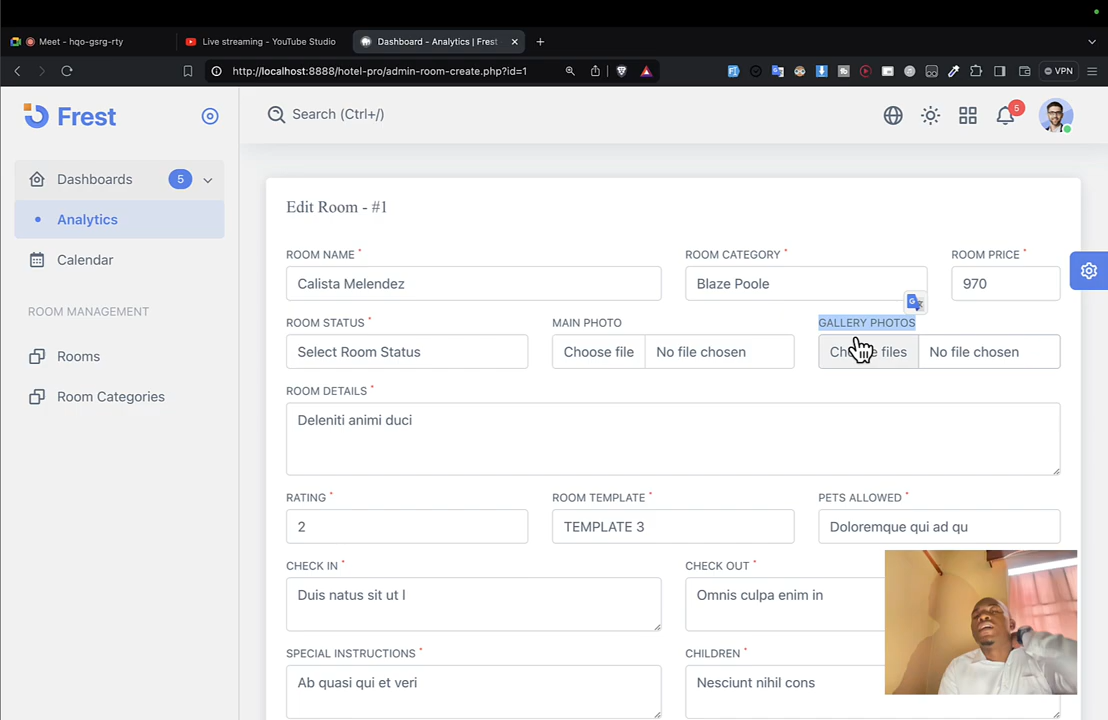 Meet - hqo-gsrg-rty
Live streaming - YouTube Studio
Dashboard - Analytics | Frest
http://localhost:8888/hotel-pro/admin-room-create.php?id=1
VPN
Frest
Search (Ctrl+/)
5
Dashboards
5
Analytics
Calendar
ROOM MANAGEMENT
Rooms
Room Categories
Edit Room - #1
ROOM NAME *
ROOM CATEGORY *
ROOM PRICE *
Calista Melendez
Blaze Poole
970
ROOM STATUS *
MAIN PHOTO
GALLERY PHOTOS
Select Room Status
Choose file
No file chosen
Choose files
No file chosen
ROOM DETAILS *
Deleniti animi duci
RATING *
ROOM TEMPLATE *
PETS ALLOWED *
2
TEMPLATE 3
Doloremque qui ad qu
CHECK IN *
CHECK OUT *
Duis natus sit ut l
Omnis culpa enim in
SPECIAL INSTRUCTIONS *
CHILDREN *
Ab quasi qui et veri
Nesciunt nihil cons